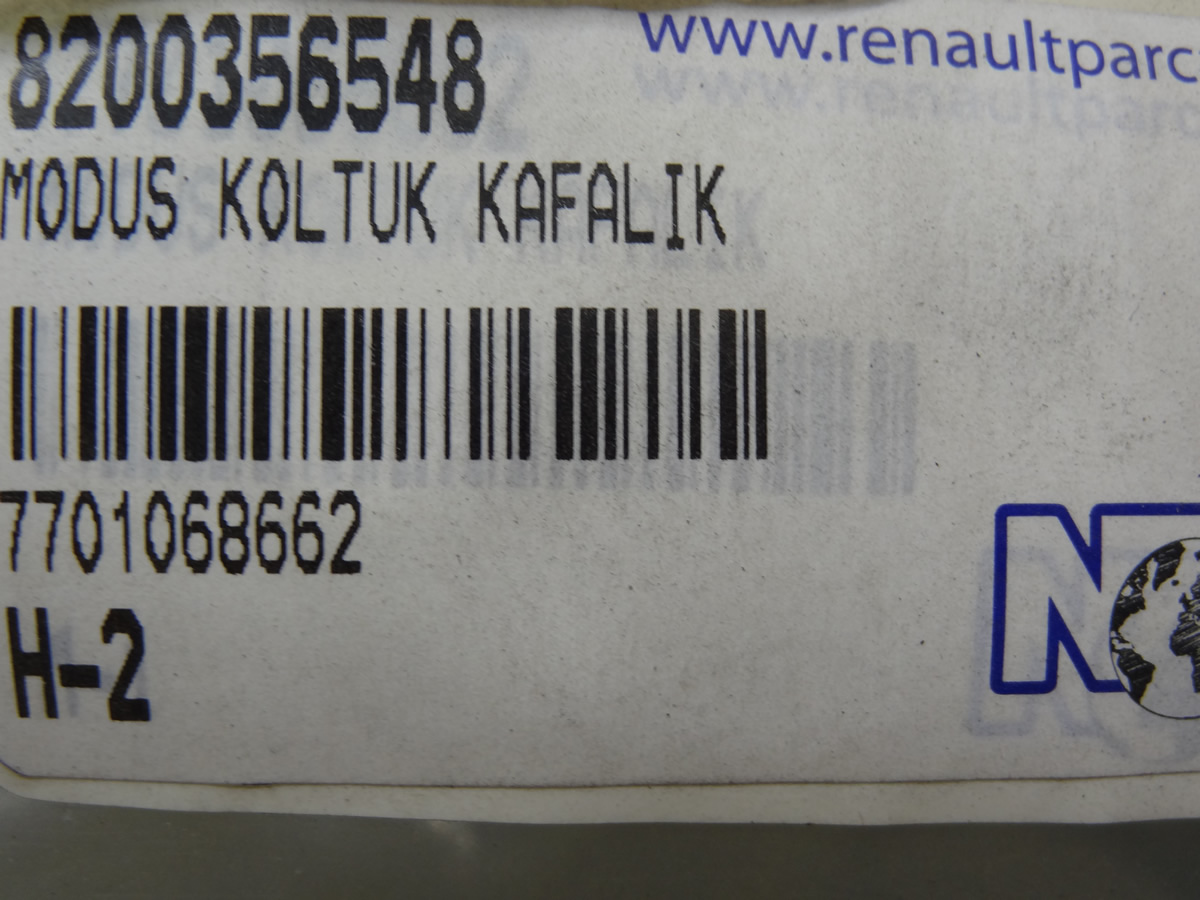 8200356548
www.renaultparc
MODUS KOLTUK KAFALIK
7701068662
H-2
N